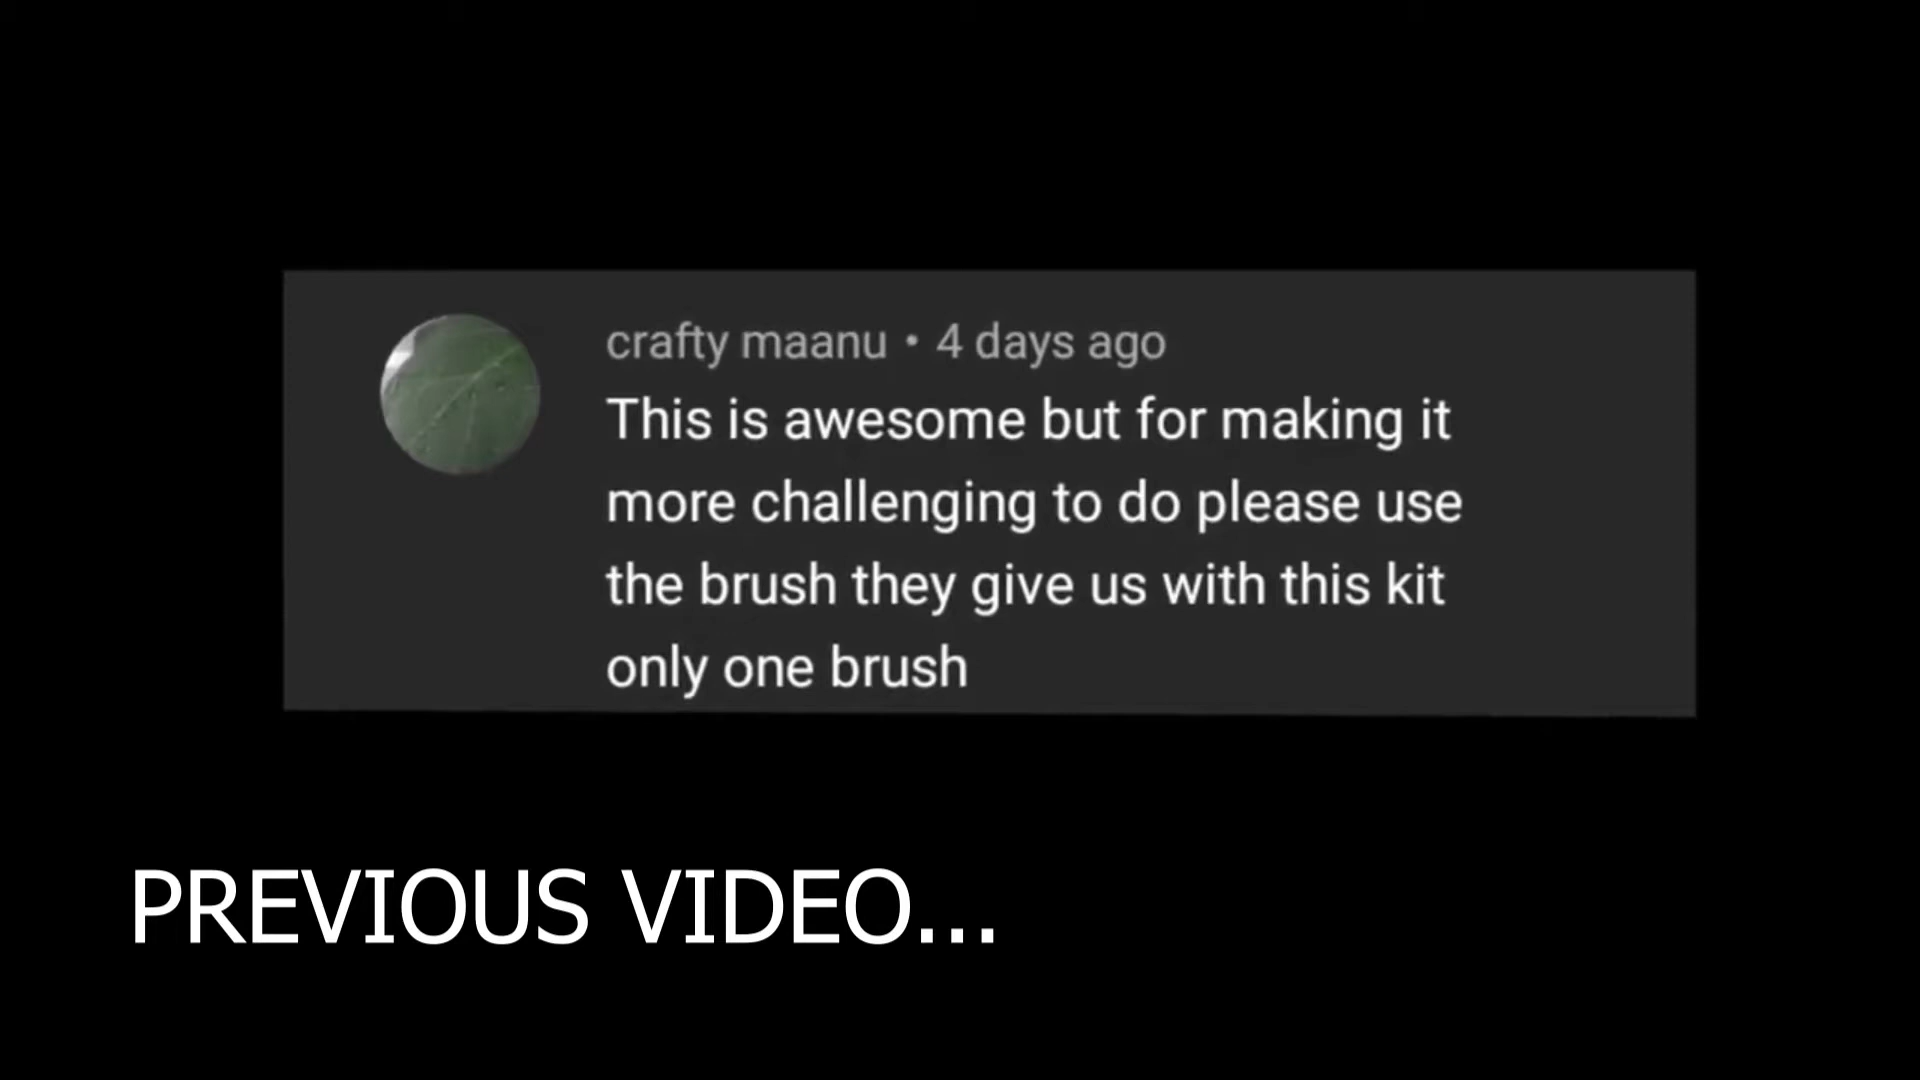 crafty maanu • 4 days ago
This is awesome but for making it
more challenging to do please use
the brush they give us with this kit
only one brush
PREVIOUS VIDEO...